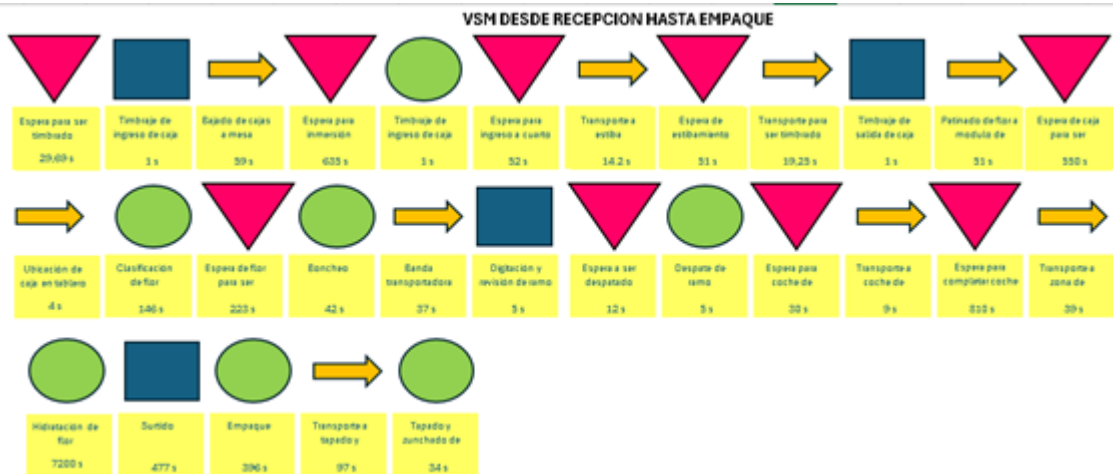 VSM DESDE RECEPCION HASTA EMPAQUE
Espera para ser
timbrado
29.69 s
Timbraje de
ingreso de caja
1 s
Bajado de cajas
a mesa
39 s
Espera para
inmersión
635 s
Timbraje de
ingreso de caja
1 s
Espera para
ingreso a cuarto
52 s
Transporte a
estiba
14.2 s
Espera de
estibamiento
51 s
Transporte para
ser timbrado
19.25 s
Timbraje de
salida de caja
1 s
Patinado de flor a
modulo de
31 s
Espera de caja
para ser
550 s
Ubicación de
caja en tablero
4 s
Clasificación
de flor
146 s
Espera de flor
para ser
223 s
Boncheo
42 s
Banda
transportadora
37 s
Digitación y
revisión de ramo
5 s
Espera a ser
despatado
12 s
Despate de
ramo
5 s
Espera para
coche de
30 s
Transporte a
coche de
9 s
Espera para
completar coche
810 s
Transporte a
zona de
39 s
Hidratación de
flor
7200 s
Surtido
477 s
Empaque
396 s
Transporte a
tapado y
97 s
Tapado y
zunchado de
34 s